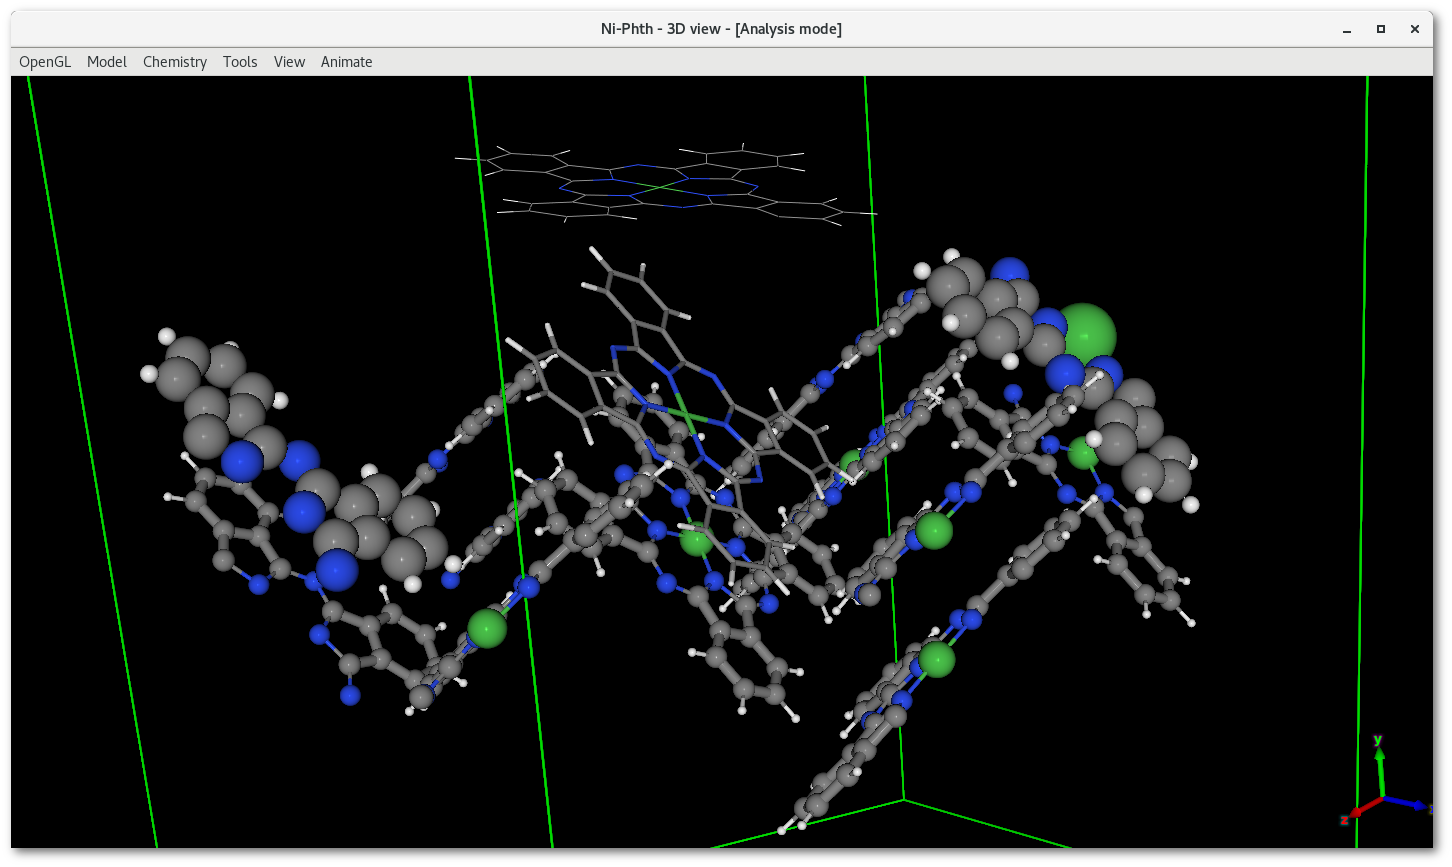 Ni-Phth - 3D view - [Analysis mode]
OpenGL Model Chemistry Tools View Animate
y
z